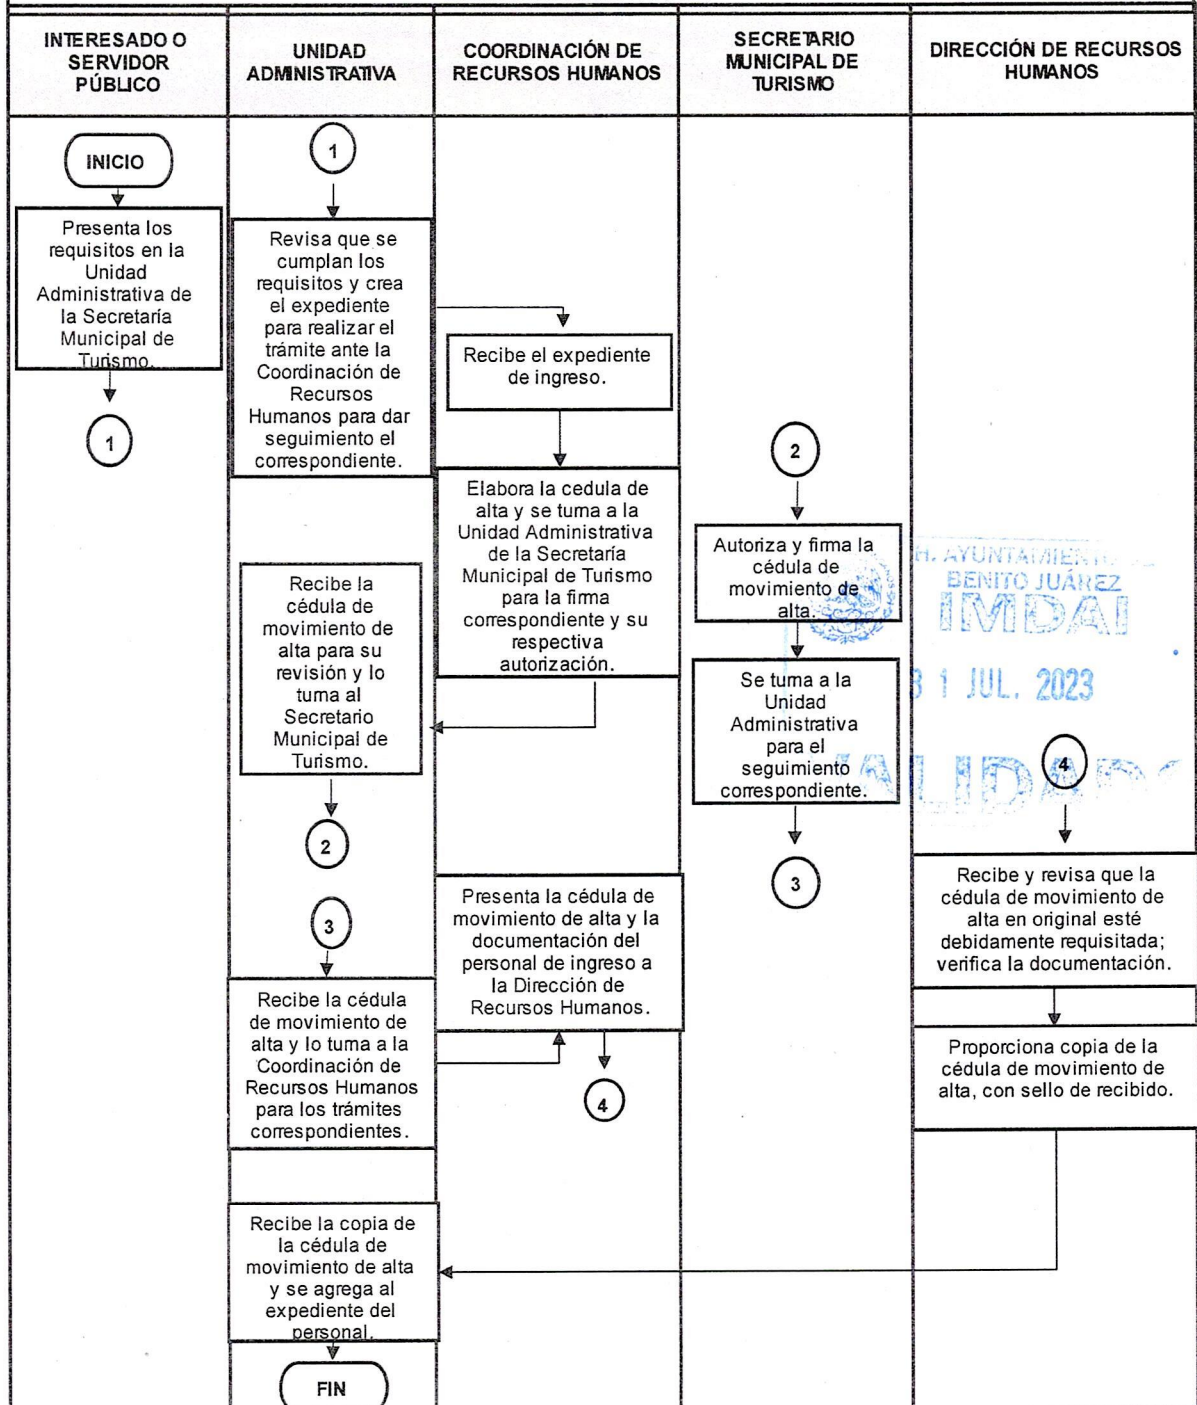 INTERESADO O
SERVIDOR
PÚBLICO
UNIDAD
ADMINISTRATIVA
COORDINACIÓN DE
RECURSOS HUMANOS
SECRETARIO
MUNICIPAL DE
TURISMO
DIRECCIÓN DE RECURSOS
HUMANOS
INICIO
Presenta los
requisitos en la
Unidad
Administrativa de
la Secretaría
Municipal de
Turismo.
1
1
Revisa que se
cumplan los
requisitos y crea
el expediente
para realizar el
trámite ante la
Coordinación de
Recursos
Humanos para dar
seguimiento el
correspondiente.
Recibe el expediente
de ingreso.
Elabora la cedula de
alta y se turna a la
Unidad Administrativa
de la Secretaría
Municipal de Turismo
para la firma
correspondiente y su
respectiva
autorización.
Recibe la
cédula de
movimiento de
alta para su
revisión y lo
turna al
Secretario
Municipal de
Turismo.
2
2
Autoriza y firma la
cédula de
movimiento de
alta.
Se turna a la
Unidad
Administrativa
para el
seguimiento
correspondiente.
3
3
Recibe la cédula
de movimiento de
alta y lo turna a la
Coordinación de
Recursos Humanos
para los trámites
correspondientes.
Presenta la cédula de
movimiento de alta y la
documentación del
personal de ingreso a
la Dirección de
Recursos Humanos.
4
H. AYUNTAMIENTO
BENITO JUÁREZ
IMDAI
31 JUL. 2023
4
Recibe y revisa que la
cédula de movimiento de
alta en original esté
debidamente requisitada;
verifica la documentación.
Proporciona copia de la
cédula de movimiento de
alta, con sello de recibido.
Recibe la copia de
la cédula de
movimiento de alta
y se agrega al
expediente del
personal.
FIN